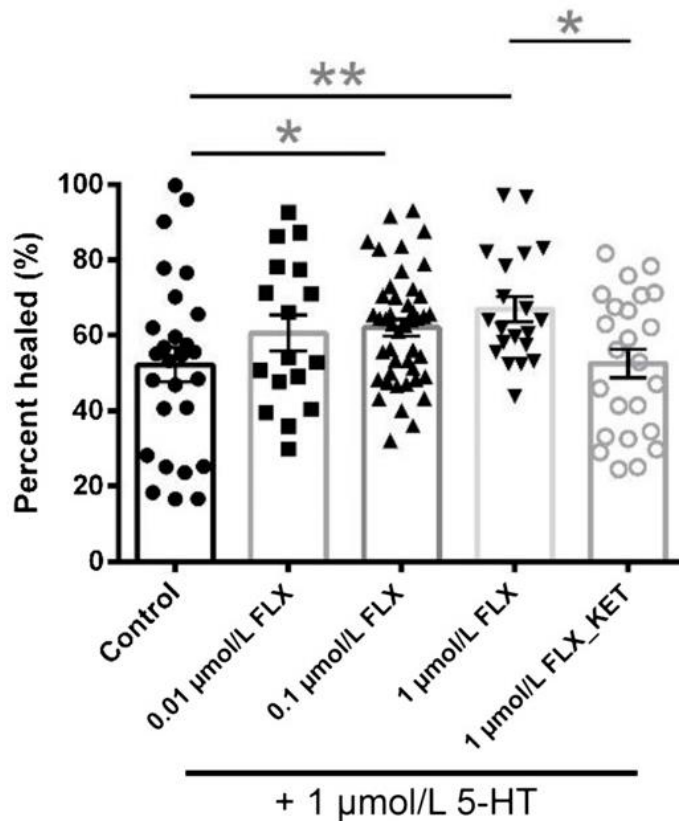 *
**
*
Percent healed (%)
100
80
60
40
20
0
Control
0.01 µmol/L FLX
0.1 µmol/L FLX
1 µmol/L FLX
1 µmol/L FLX_KET
+ 1 µmol/L 5-HT